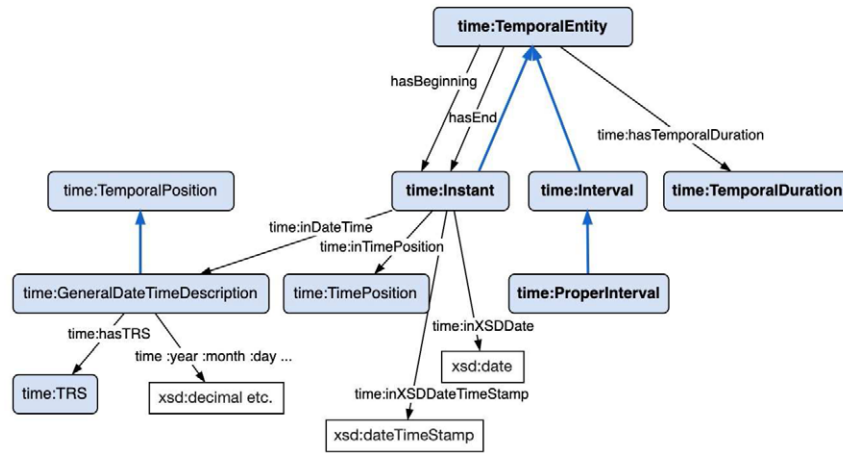 time:TemporalEntity
hasBeginning
hasEnd
time:hasTemporalDuration
time:TemporalPosition
time:Instant
time:Interval
time:TemporalDuration
time:inDateTime
time:inTimePosition
time:GeneralDateTimeDescription
time:TimePosition
time:ProperInterval
time:hasTRS
time :year :month :day ...
time:inXSDDate
xsd:date
time:TRS
xsd:decimal etc.
time:inXSDDateTimeStamp
xsd:dateTimeStamp